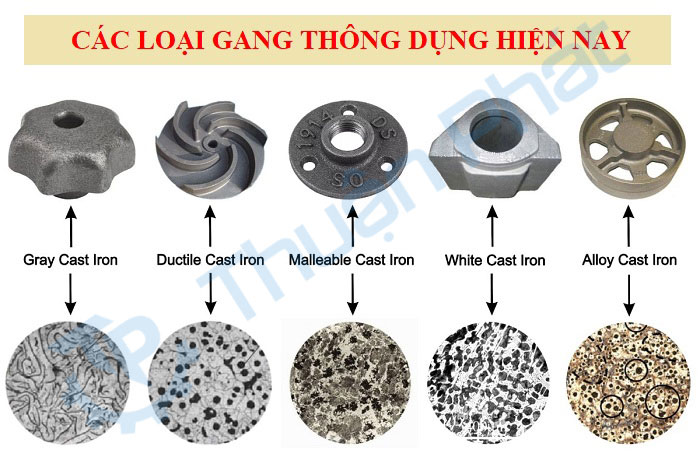 CÁC LOẠI GANG THÔNG DỤNG HIỆN NAY
1914 DS
SO
Gray Cast Iron
Ductile Cast Iron
Malleable Cast Iron
White Cast Iron
Alloy Cast Iron
Thuận Phát